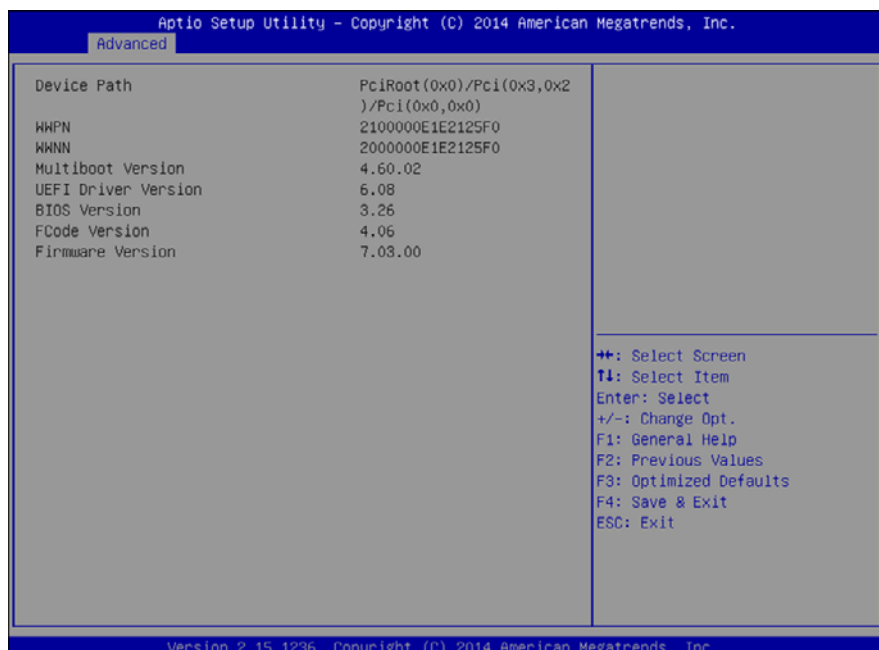 Aptio Setup Utility – Copyright (C) 2014 American Megatrends, Inc.
Advanced
Device Path PciRoot(0x0)/Pci(0x3,0x2
)/Pci(0x0,0x0)
WWPN 2100000E1E2125F0
WWNN 2000000E1E2125F0
Multiboot Version 4.60.02
UEFI Driver Version 6.08
BIOS Version 3.26
FCode Version 4.06
Firmware Version 7.03.00
→←: Select Screen
↑↓: Select Item
Enter: Select
+/-: Change Opt.
F1: General Help
F2: Previous Values
F3: Optimized Defaults
F4: Save & Exit
ESC: Exit
Version 2.15.1236. Copyright (C) 2014 American Megatrends, Inc.